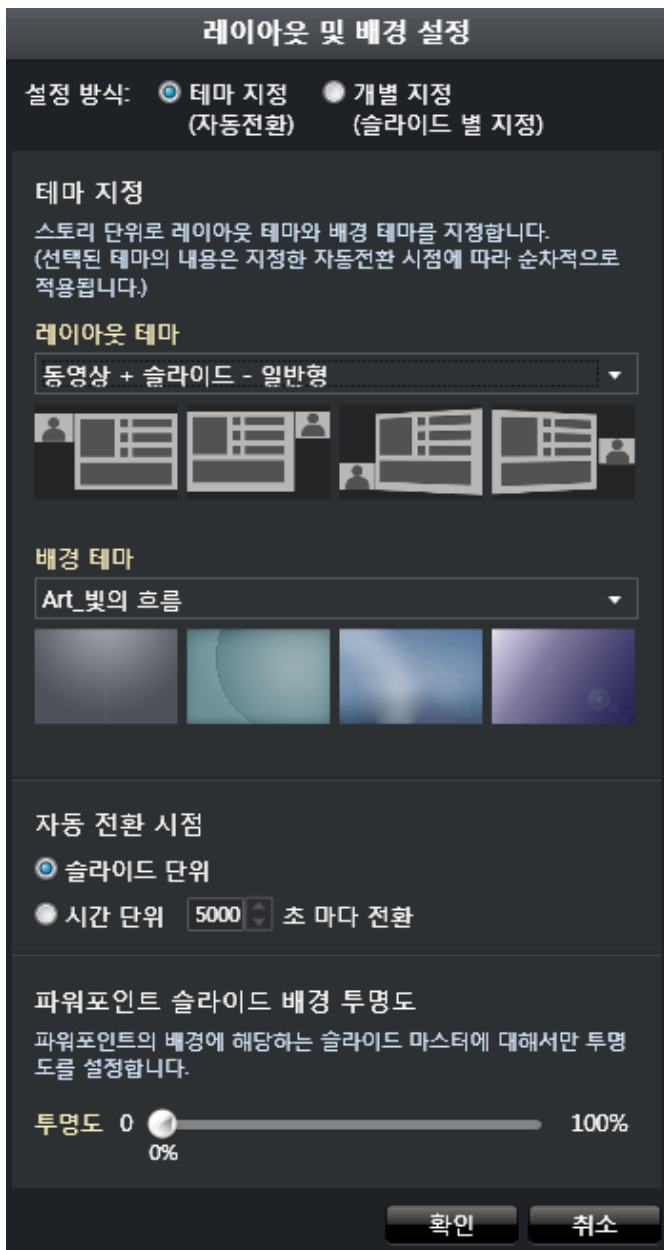 레이아웃 및 배경 설정
설정 방식: 테마 지정 개별 지정
(자동전환) (슬라이드 별 지정)
테마 지정
스토리 단위로 레이아웃 테마와 배경 테마를 지정합니다.
(선택된 테마의 내용은 지정한 자동전환 시점에 따라 순차적으로
적용됩니다.)
레이아웃 테마
동영상 + 슬라이드 - 일반형
배경 테마
Art_빛의 흐름
자동 전환 시점
슬라이드 단위
시간 단위 5000 초 마다 전환
파워포인트 슬라이드 배경 투명도
파워포인트의 배경에 해당하는 슬라이드 마스터에 대해서만 투명
도를 설정합니다.
투명도 0 100%
0%
확인 취소